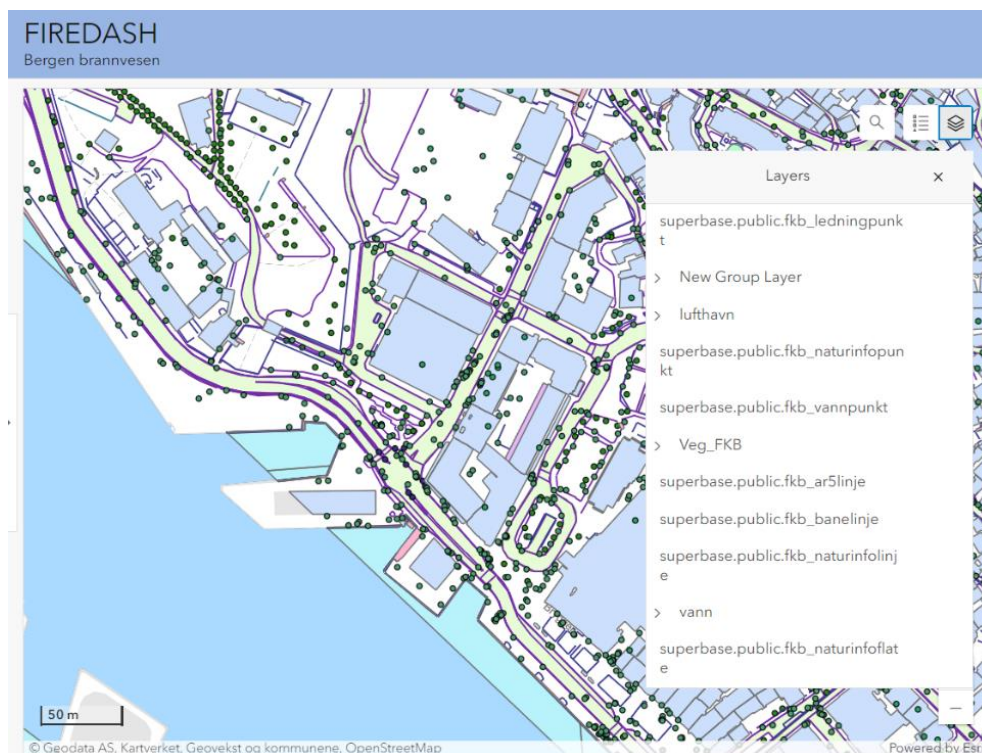 FIREDASH
Bergen brannvesen
Layers
superbase.public.fkb_ledningpunk
t
New Group Layer
lufthavn
superbase.public.fkb_naturinfopun
kt
superbase.public.fkb_vannpunkt
Veg_FKB
superbase.public.fkb_ar5linje
superbase.public.fkb_banelinje
superbase.public.fkb_naturinfolinj
e
vann
superbase.public.fkb_naturinfoflat
e
50 m
© Geodata AS, Kartverket, Geovekst og kommunene, OpenStreetMap
Powered by Esri